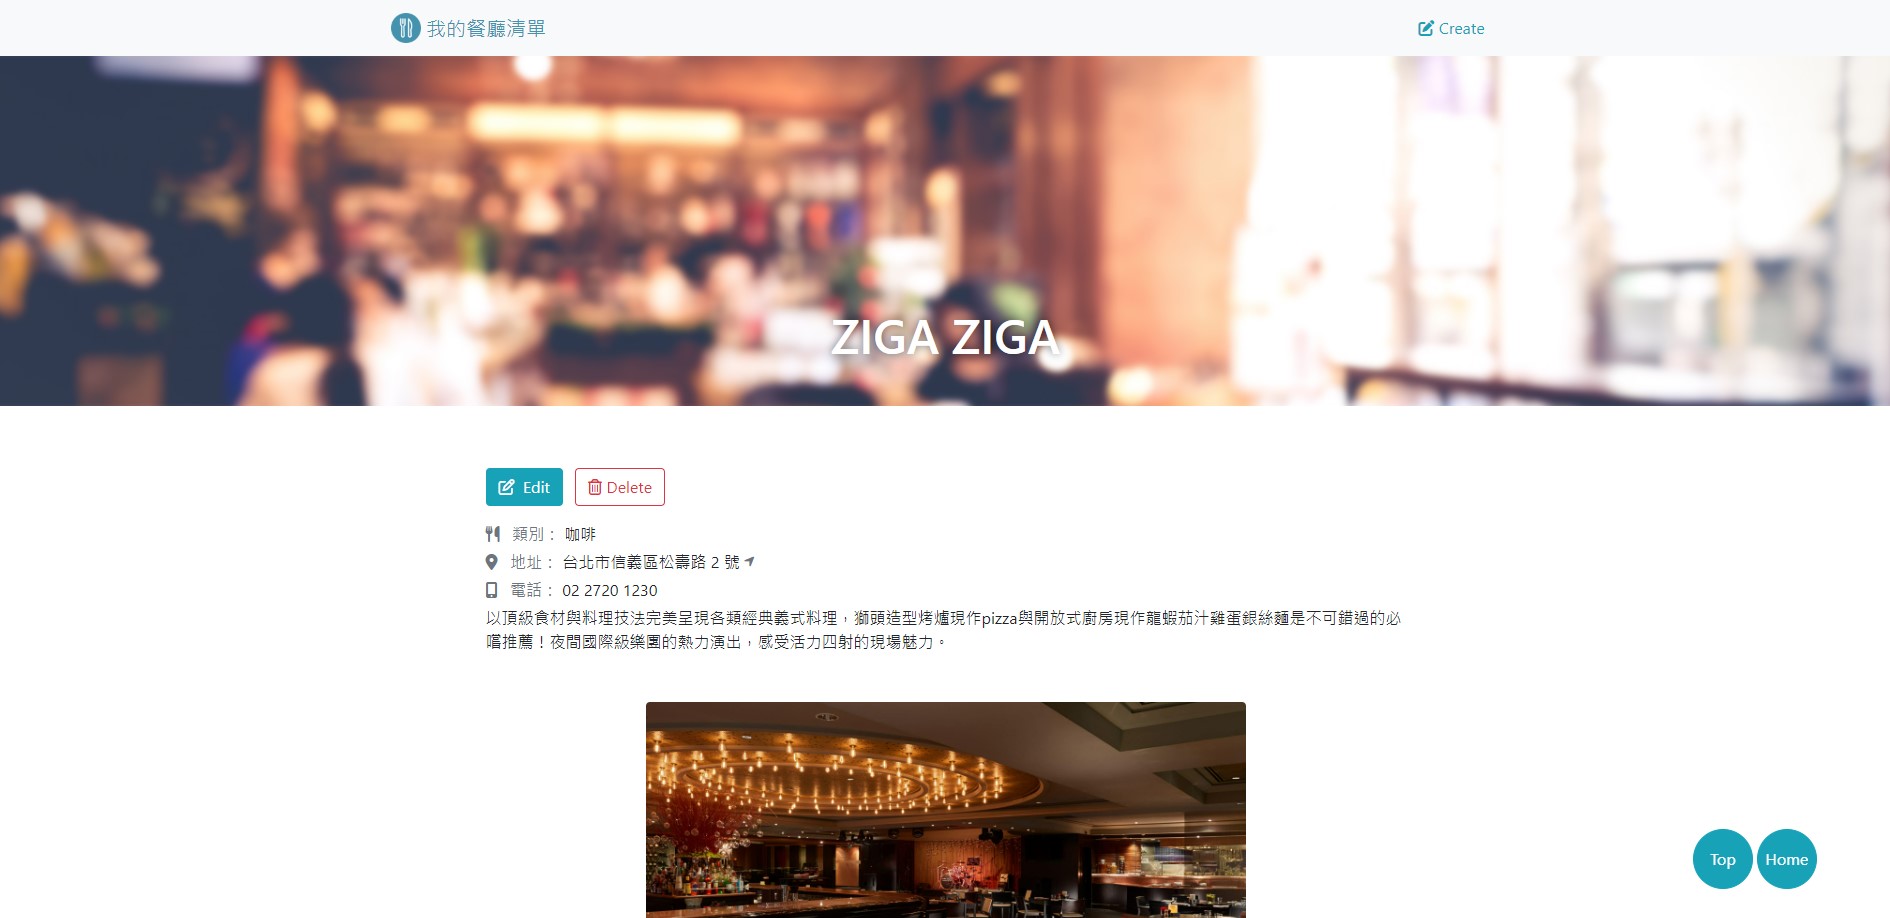 我的餐廳清單
Create
ZIGA ZIGA
Edit
Delete
類別： 咖啡
地址： 台北市信義區松壽路 2 號
電話： 02 2720 1230
以頂級食材與料理技法完美呈現各類經典義式料理，獅頭造型烤爐現作pizza與開放式廚房現作龍蝦茄汁雞蛋銀絲麵是不可錯過的必
嚐推薦！夜間國際級樂團的熱力演出，感受活力四射的現場魅力。
Top
Home